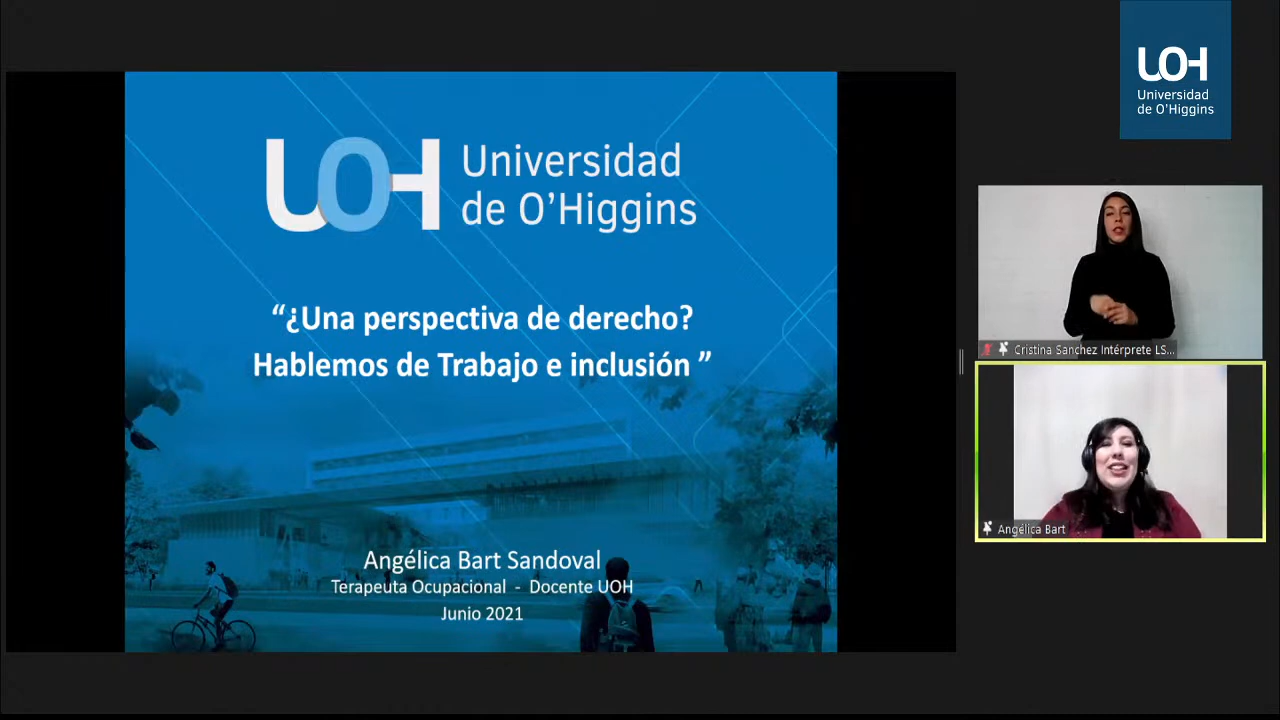 UOH
Universidad
de O'Higgins
“¿Una perspectiva de derecho?
Hablemos de Trabajo e inclusión ”
Angélica Bart Sandoval
Terapeuta Ocupacional - Docente UOH
Junio 2021
UOH
Universidad
de O'Higgins
Cristina Sanchez Intérprete LS...
Angélica Bart